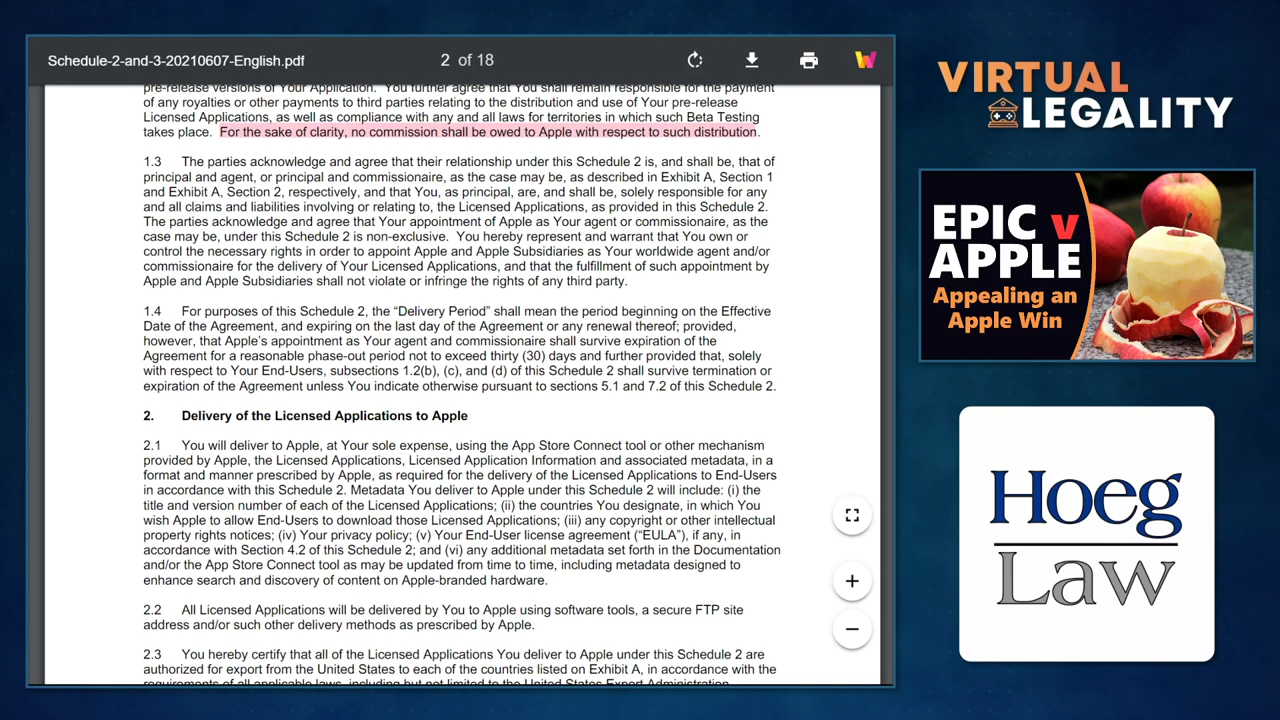 Schedule-2-and-3-20210607-English.pdf
2 of 18
pre-release versions of Your Application. You further agree that You shall remain responsible for the payment
of any royalties or other payments to third parties relating to the distribution and use of Your pre-release
Licensed Applications, as well as compliance with any and all laws for territories in which such Beta Testing
takes place. For the sake of clarity, no commission shall be owed to Apple with respect to such distribution.
1.3 The parties acknowledge and agree that their relationship under this Schedule 2 is, and shall be, that of
principal and agent, or principal and commissionaire, as the case may be, as described in Exhibit A, Section 1
and Exhibit A, Section 2, respectively, and that You, as principal, are, and shall be, solely responsible for any
and all claims and liabilities involving or relating to, the Licensed Applications, as provided in this Schedule 2.
The parties acknowledge and agree that Your appointment of Apple as Your agent or commissionaire, as the
case may be, under this Schedule 2 is non-exclusive. You hereby represent and warrant that You own or
control the necessary rights in order to appoint Apple and Apple Subsidiaries as Your worldwide agent and/or
commissionaire for the delivery of Your Licensed Applications, and that the fulfillment of such appointment by
Apple and Apple Subsidiaries shall not violate or infringe the rights of any third party.
1.4 For purposes of this Schedule 2, the “Delivery Period” shall mean the period beginning on the Effective
Date of the Agreement, and expiring on the last day of the Agreement or any renewal thereof; provided,
however, that Apple’s appointment as Your agent and commissionaire shall survive expiration of the
Agreement for a reasonable phase-out period not to exceed thirty (30) days and further provided that, solely
with respect to Your End-Users, subsections 1.2(b), (c), and (d) of this Schedule 2 shall survive termination or
expiration of the Agreement unless You indicate otherwise pursuant to sections 5.1 and 7.2 of this Schedule 2.
2. Delivery of the Licensed Applications to Apple
2.1 You will deliver to Apple, at Your sole expense, using the App Store Connect tool or other mechanism
provided by Apple, the Licensed Applications, Licensed Application Information and associated metadata, in a
format and manner prescribed by Apple, as required for the delivery of the Licensed Applications to End-Users
in accordance with this Schedule 2. Metadata You deliver to Apple under this Schedule 2 will include: (i) the
title and version number of each of the Licensed Applications; (ii) the countries You designate, in which You
wish Apple to allow End-Users to download those Licensed Applications; (iii) any copyright or other intellectual
property rights notices; (iv) Your privacy policy; (v) Your End-User license agreement (“EULA”), if any, in
accordance with Section 4.2 of this Schedule 2; and (vi) any additional metadata set forth in the Documentation
and/or the App Store Connect tool as may be updated from time to time, including metadata designed to
enhance search and discovery of content on Apple-branded hardware.
2.2 All Licensed Applications will be delivered by You to Apple using software tools, a secure FTP site
address and/or such other delivery methods as prescribed by Apple.
2.3 You hereby certify that all of the Licensed Applications You deliver to Apple under this Schedule 2 are
authorized for export from the United States to each of the countries listed on Exhibit A, in accordance with the
requirements of all applicable laws, including but not limited to the United States Export Administration
VIRTUAL
LEGALITY
EPIC v
APPLE
Appealing an
Apple Win
Hoeg
Law